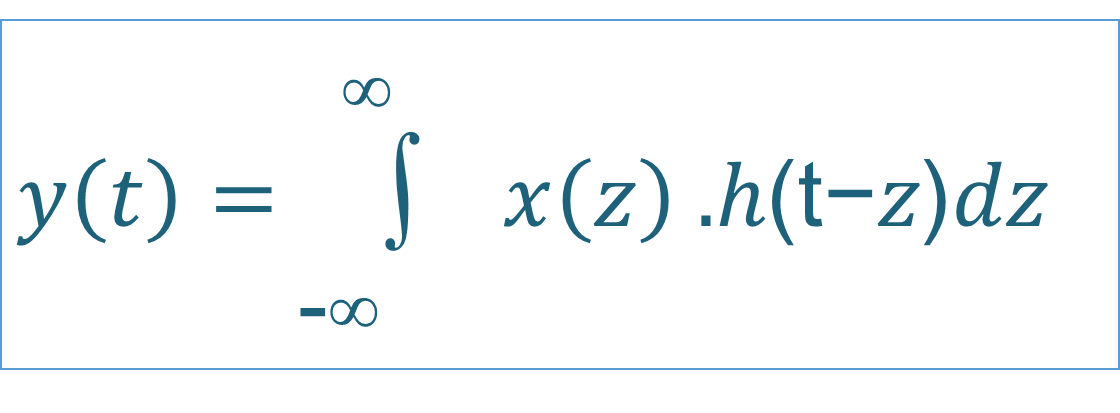 ∞
y(t) = ∫ x(z) .h(t−z)dz
-∞